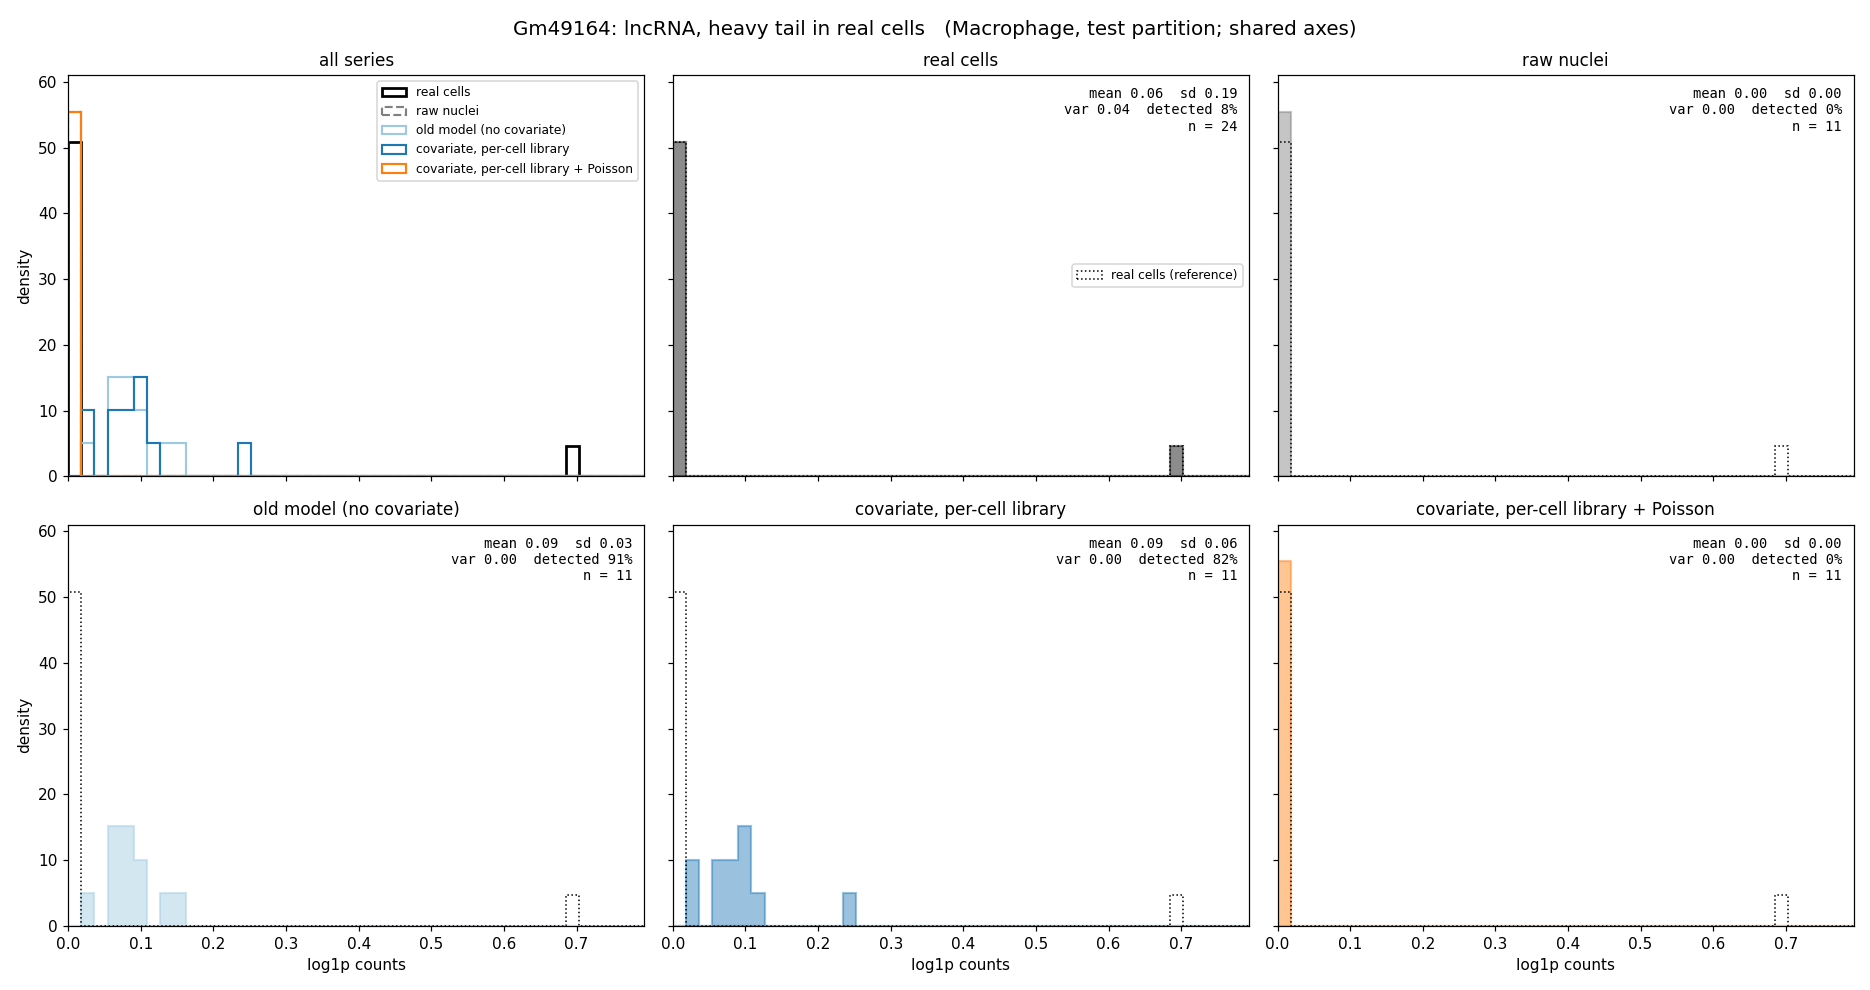 Gm49164: lncRNA, heavy tail in real cells   (Macrophage, test partition; shared axes)
all series
60
50
40
30
20
10
0
density
real cells
raw nuclei
old model (no covariate)
covariate, per-cell library
covariate, per-cell library + Poisson
real cells
mean 0.06  sd 0.19
var 0.04  detected 8%
n = 24
real cells (reference)
raw nuclei
mean 0.00  sd 0.00
var 0.00  detected 0%
n = 11
old model (no covariate)
60
50
40
30
20
10
0
density
mean 0.09  sd 0.03
var 0.00  detected 91%
n = 11
0.0 0.1 0.2 0.3 0.4 0.5 0.6 0.7
log1p counts
covariate, per-cell library
mean 0.09  sd 0.06
var 0.00  detected 82%
n = 11
0.0 0.1 0.2 0.3 0.4 0.5 0.6 0.7
log1p counts
covariate, per-cell library + Poisson
mean 0.00  sd 0.00
var 0.00  detected 0%
n = 11
0.0 0.1 0.2 0.3 0.4 0.5 0.6 0.7
log1p counts